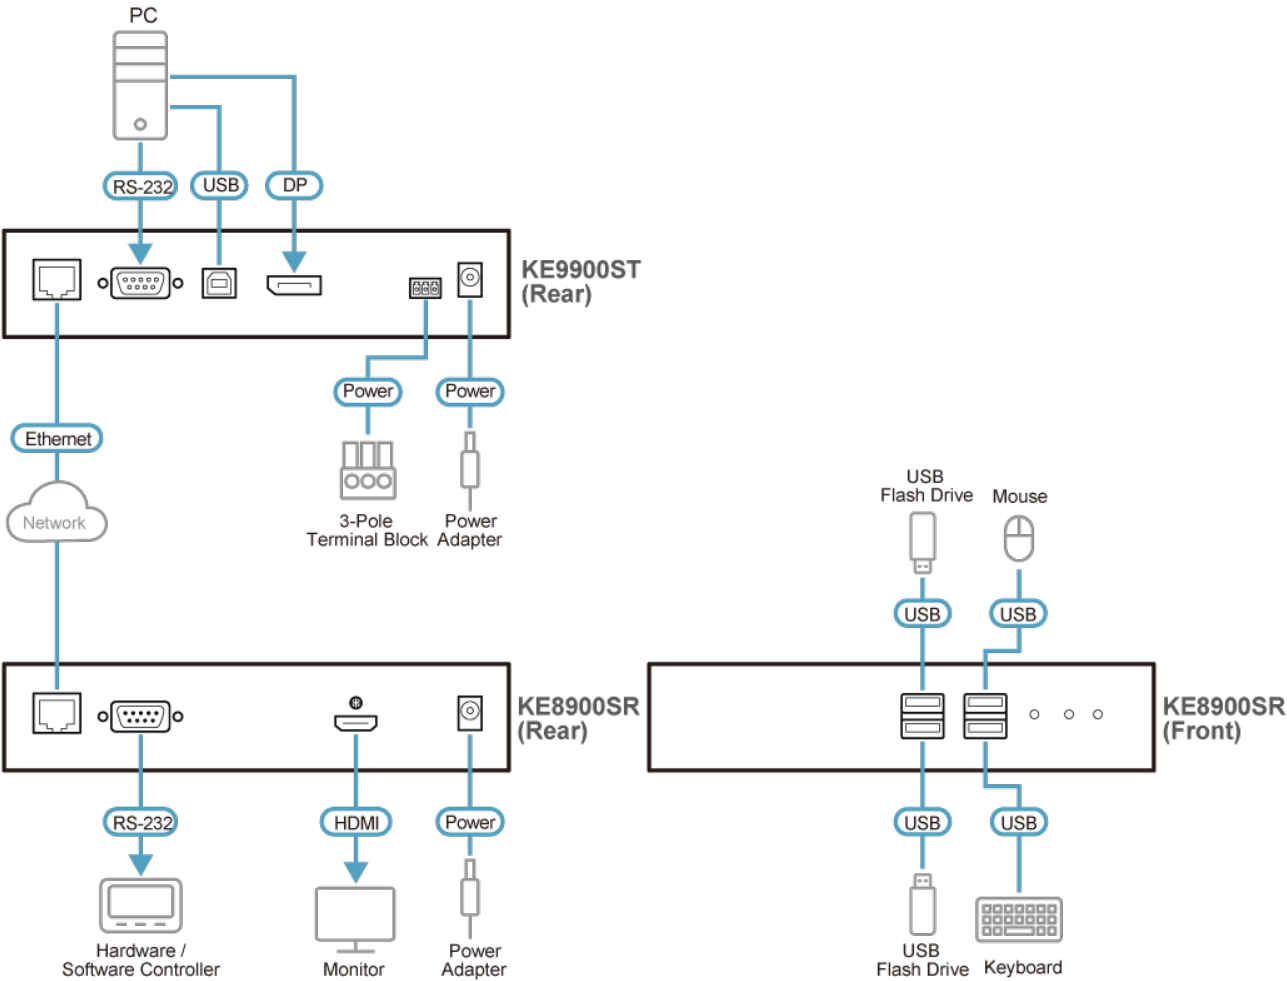 PC
RS-232
USB
DP
KE9900ST
(Rear)
Power
Power
Ethernet
Network
3-Pole
Terminal Block
Power
Adapter
USB
Flash Drive
Mouse
USB
USB
KE8900SR
(Rear)
KE8900SR
(Front)
RS-232
HDMI
Power
USB
USB
Hardware /
Software Controller
Monitor
Power
Adapter
USB
Flash Drive
Keyboard